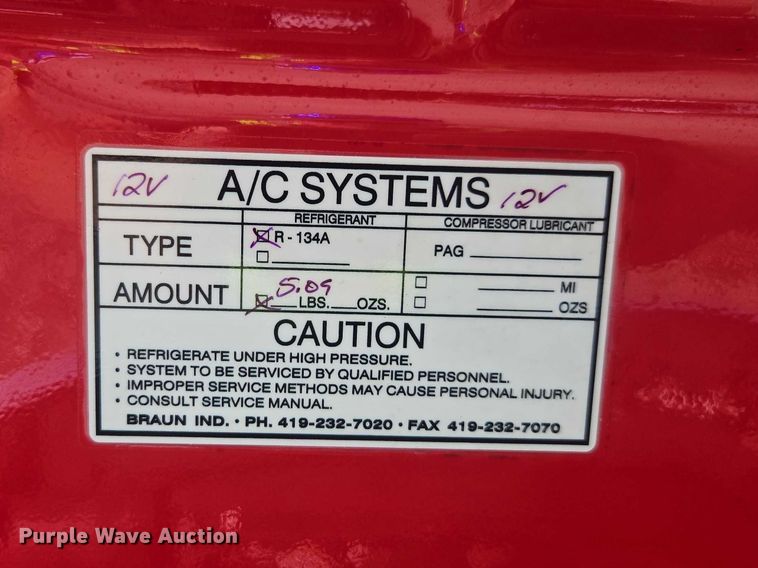 12V A/C SYSTEMS 12V
REFRIGERANT COMPRESSOR LUBRICANT
TYPE R - 134A PAG
AMOUNT 5.09 LBS. OZS. MI
OZS
CAUTION
• REFRIGERATE UNDER HIGH PRESSURE.
• SYSTEM TO BE SERVICED BY QUALIFIED PERSONNEL.
• IMPROPER SERVICE METHODS MAY CAUSE PERSONAL INJURY.
• CONSULT SERVICE MANUAL.
BRAUN IND. • PH. 419-232-7020 • FAX 419-232-7070
Purple Wave Auction